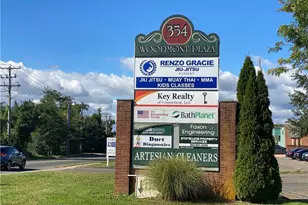 354
WOODMONT PLAZA
RENZO GRACIE
JIU-JITSU
JIU JITSU • MUAY THAI • MMA
KIDS CLASSES
Key Realty
BathPlanet
Faxon
Engineering
Duct
Diagnostics
ARTESIAN CLEANERS